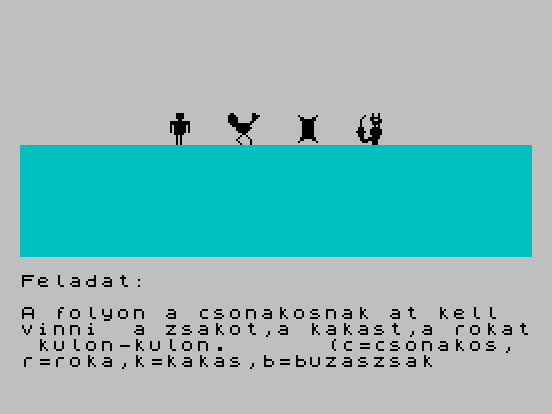 Feladat:
A folyon a csonakosnak at kell
vinni  a zsakot,a kakast,a rokat
 kulon-kulon.      (c=csonakos,
r=roka,k=kakas,b=buzaszsak